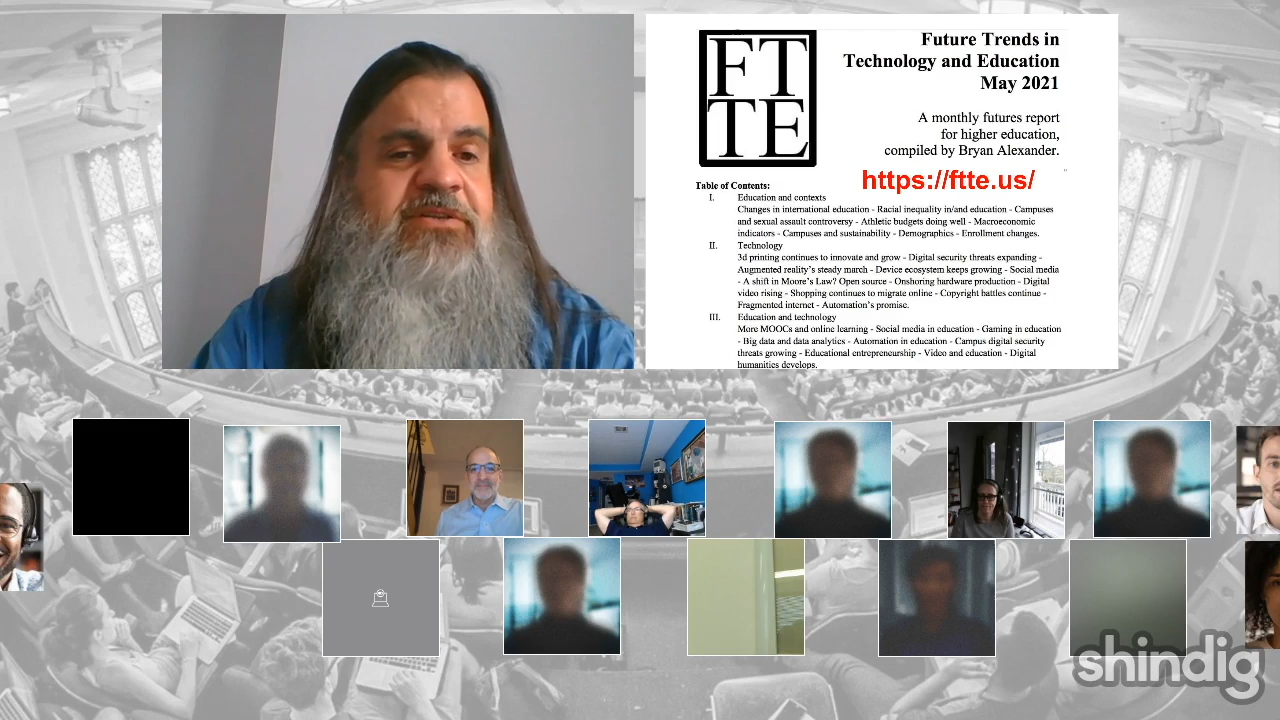 FT
TE
Future Trends in
Technology and Education
May 2021
A monthly futures report
for higher education,
compiled by Bryan Alexander.
https://ftte.us/
Table of Contents:
I. Education and contexts
Changes in international education - Racial inequality in/and education - Campuses
and sexual assault controversy - Athletic budgets doing well - Macroeconomic
indicators - Campuses and sustainability - Demographics - Enrollment changes.
II. Technology
3d printing continues to innovate and grow - Digital security threats expanding -
Augmented reality's steady march - Device ecosystem keeps growing - Social media
- A shift in Moore's Law? Open source - Onshoring hardware production - Digital
video rising - Shopping continues to migrate online - Copyright battles continue -
Fragmented internet - Automation's promise.
III. Education and technology
More MOOCs and online learning - Social media in education - Gaming in education
- Big data and data analytics - Automation in education - Campus digital security
threats growing - Educational entrepreneurship - Video and education - Digital
humanities develops.
shindig